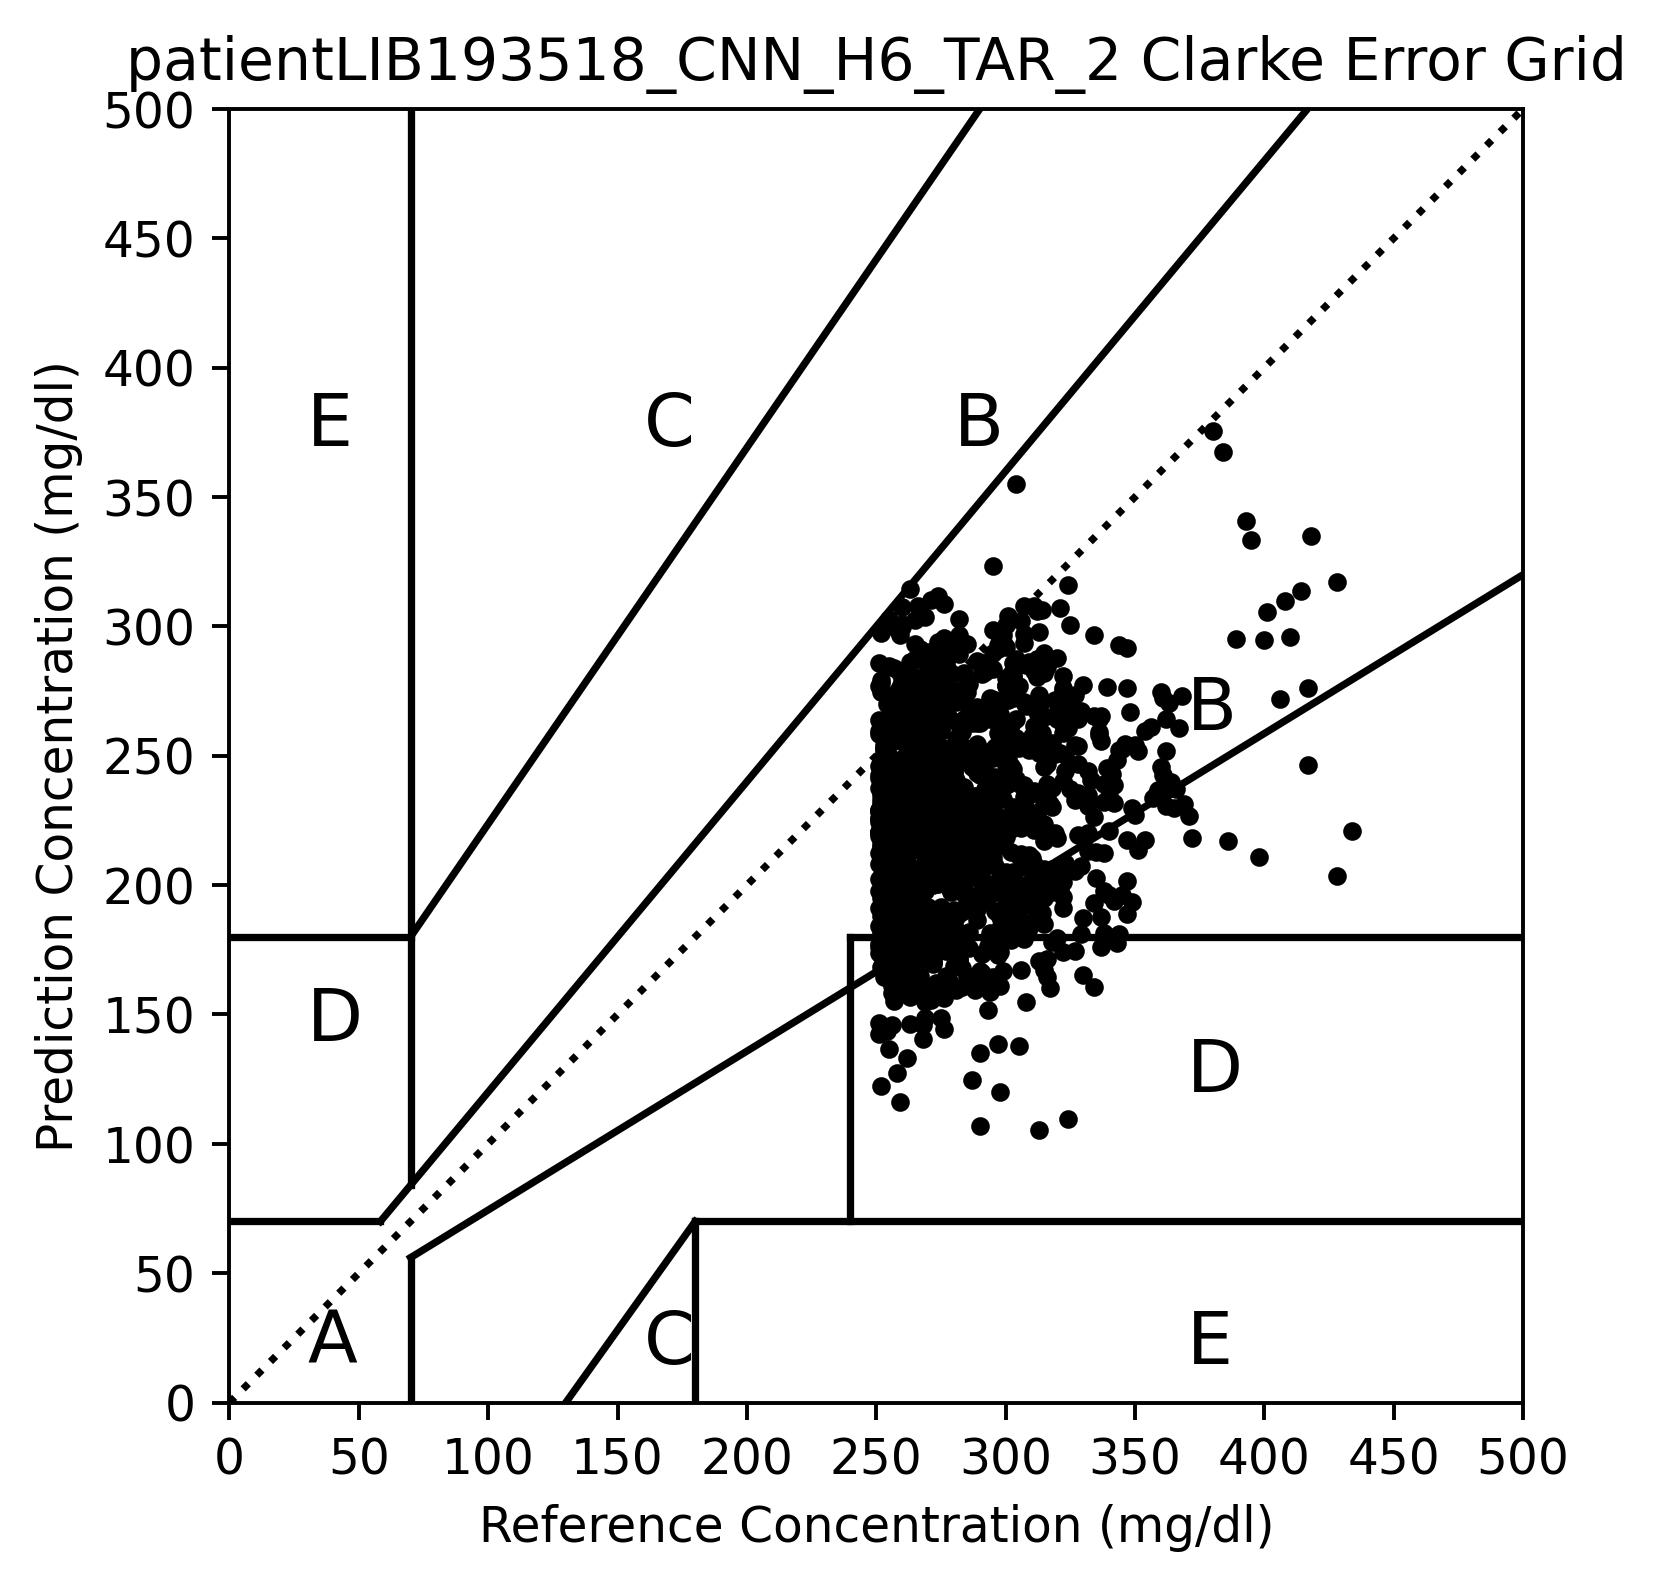 patientLIB193518_CNN_H6_TAR_2 Clarke Error Grid
500
450
400
350
300
250
200
150
100
50
0
Prediction Concentration (mg/dl)
E
C
B
B
D
D
A
C
E
0 50 100 150 200 250 300 350 400 450 500
Reference Concentration (mg/dl)